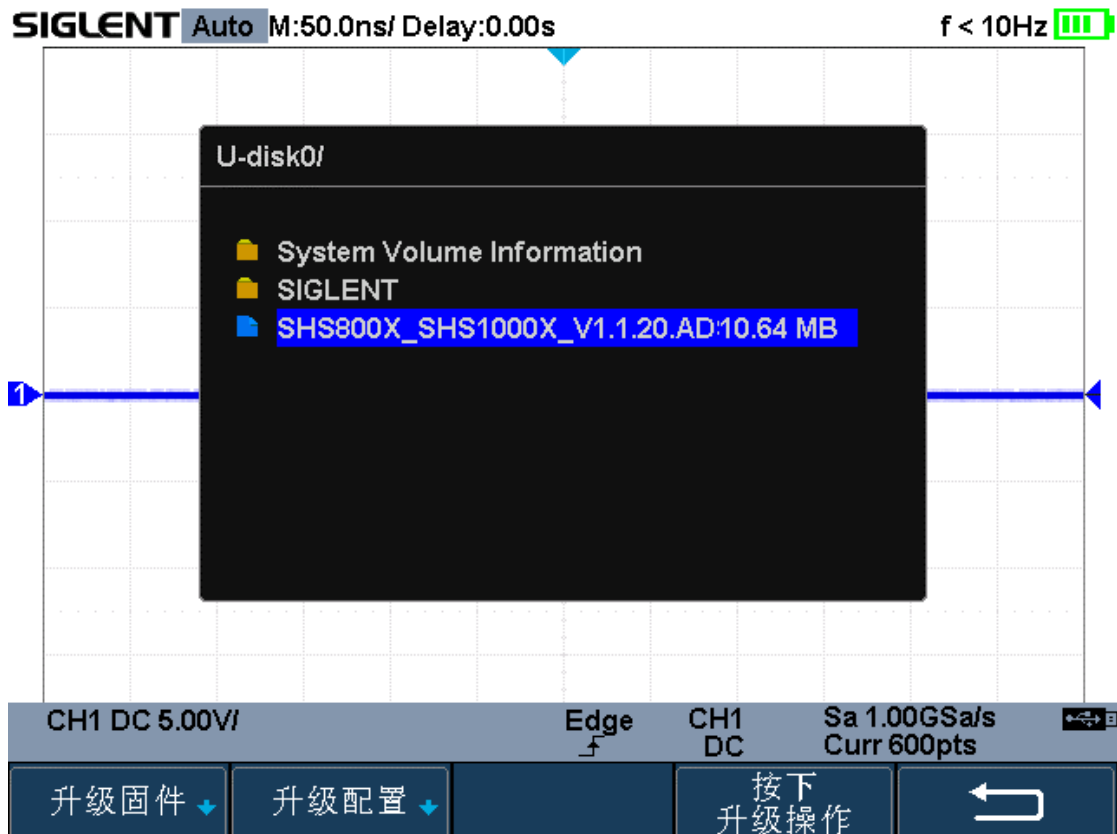 SIGLENT Auto M:50.0ns/ Delay:0.00s f < 10Hz
U-disk0/
System Volume Information
SIGLENT
SHS800X_SHS1000X_V1.1.20.AD 10.64 MB
1
CH1 DC 5.00V/ Edge CH1 Sa 1.00GSa/s
DC Curr 600pts
升级固件 升级配置 按下
升级操作